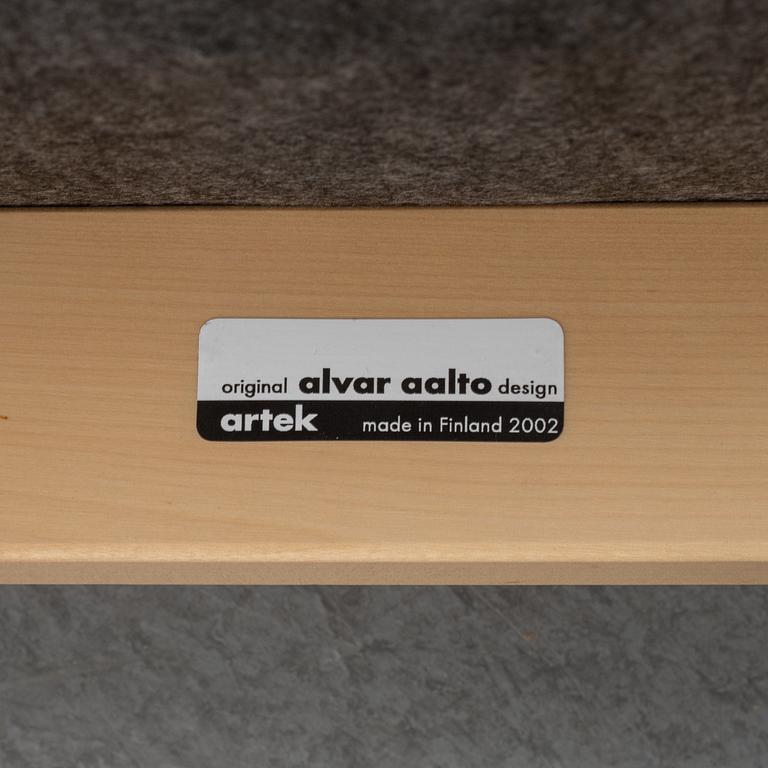 original alvar aalto design
artek made in Finland 2002